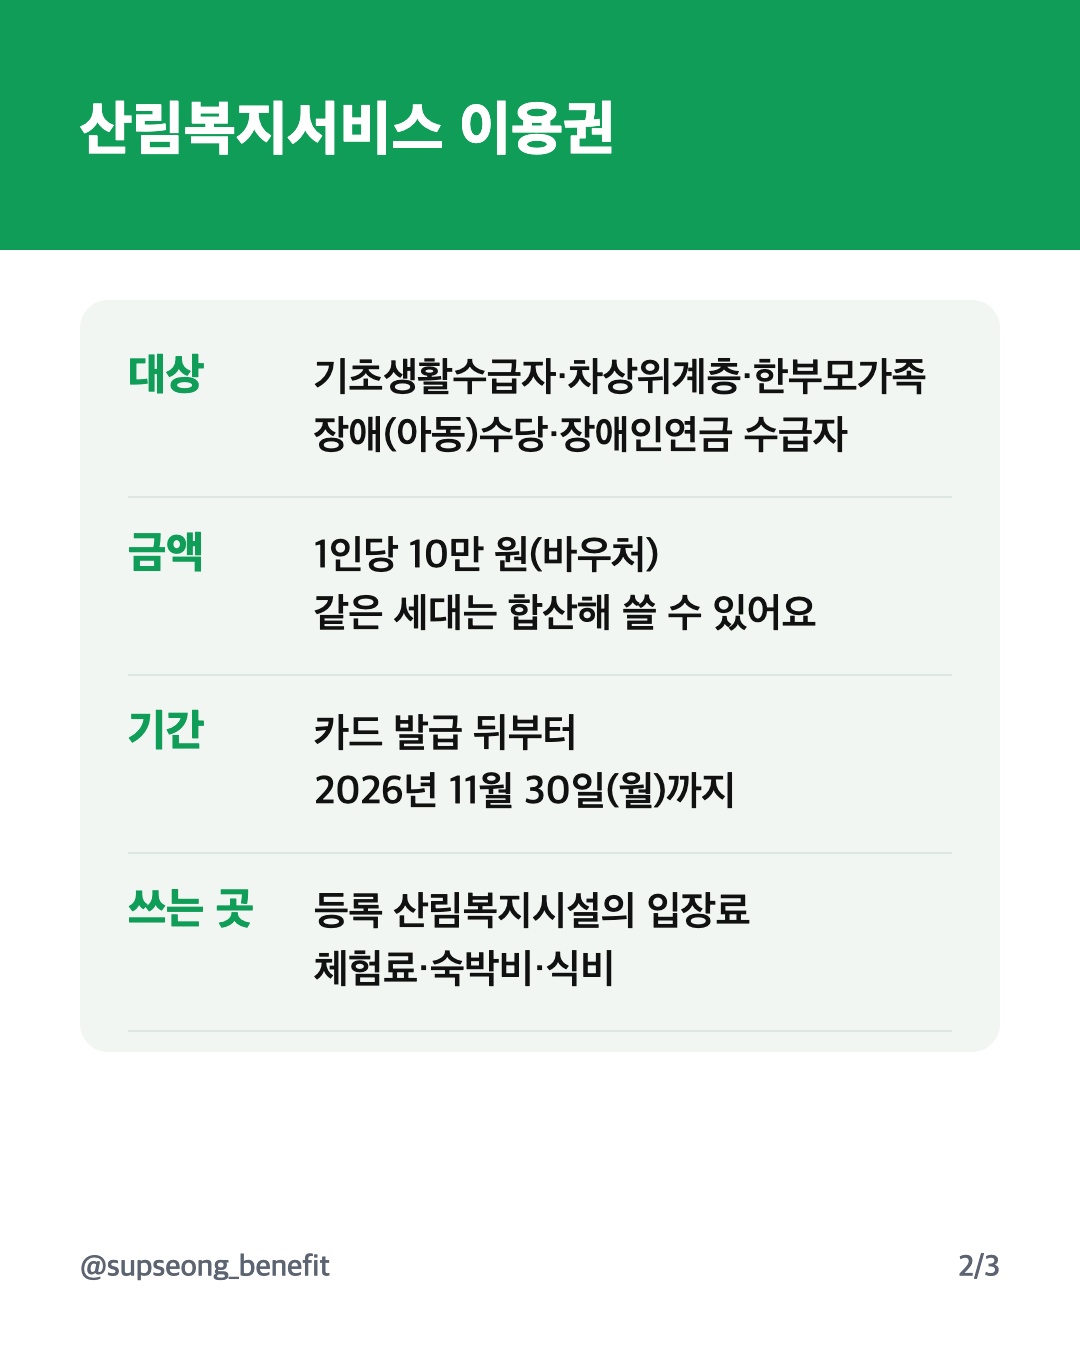 산림복지서비스 이용권
대상
기초생활수급자·차상위계층·한부모가족
장애(아동)수당·장애인연금 수급자
금액
1인당 10만 원(바우처)
같은 세대는 합산해 쓸 수 있어요
기간
카드 발급 뒤부터
2026년 11월 30일(월)까지
쓰는 곳
등록 산림복지시설의 입장료
체험료·숙박비·식비
@supseong_benefit
2/3